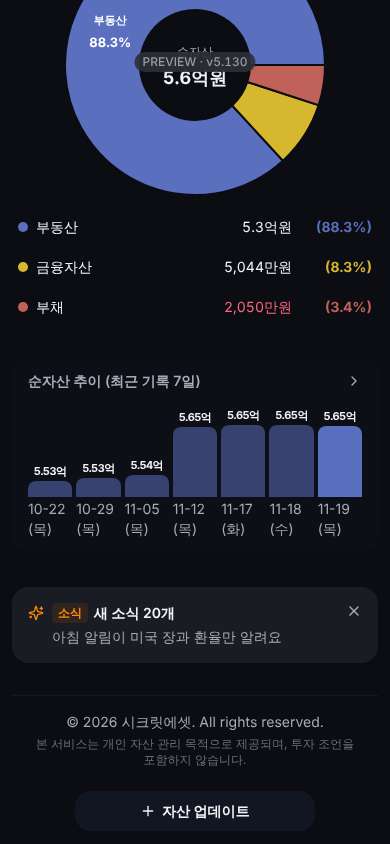 부동산
88.3%
순자산
PREVIEW · v5.130
5.6억원
부동산 5.3억원 (88.3%)
금융자산 5,044만원 (8.3%)
부채 2,050만원 (3.4%)
순자산 추이 (최근 기록 7일)
5.53억 5.53억 5.54억 5.65억 5.65억 5.65억 5.65억
10-22 10-29 11-05 11-12 11-17 11-18 11-19
(목) (목) (목) (목) (화) (수) (목)
소식 새 소식 20개
아침 알림이 미국 장과 환율만 알려요
© 2026 시크릿에셋. All rights reserved.
본 서비스는 개인 자산 관리 목적으로 제공되며, 투자 조언을
포함하지 않습니다.
자산 업데이트